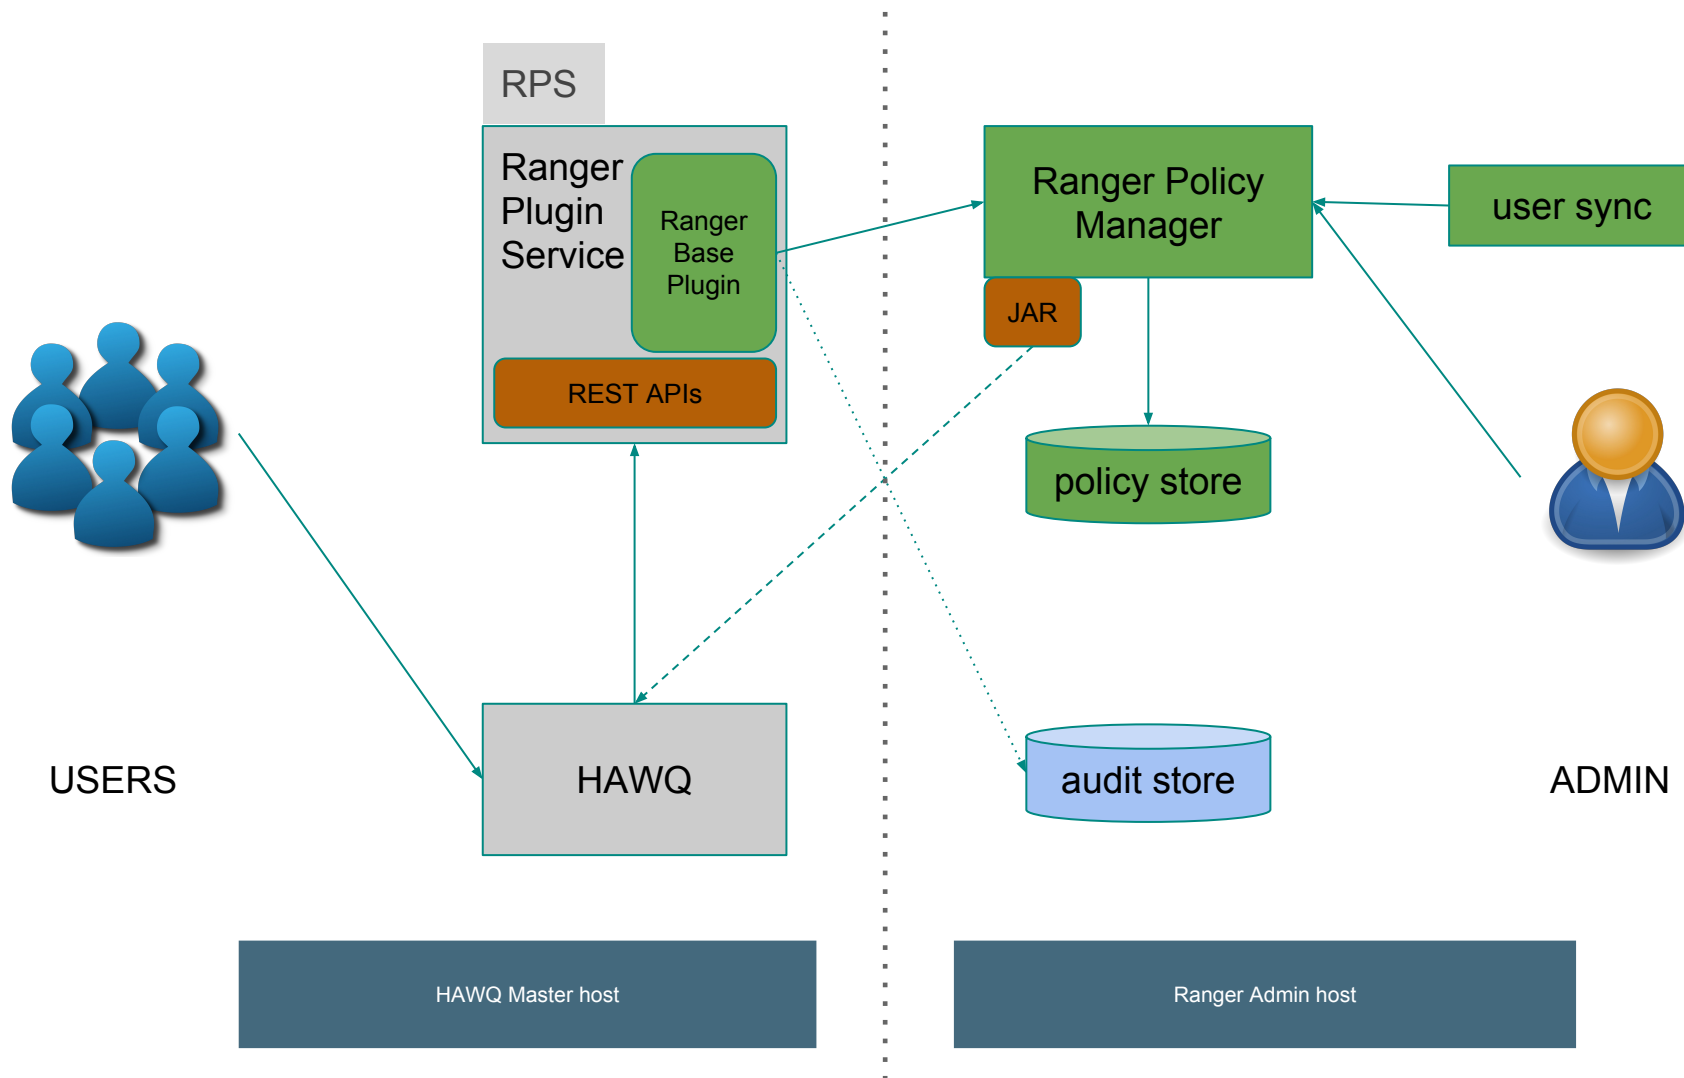 RPS
Ranger
Plugin
Service
Ranger
Base
Plugin
REST APIs
Ranger Policy
Manager
user sync
JAR
policy store
USERS
HAWQ
audit store
ADMIN
HAWQ Master host
Ranger Admin host